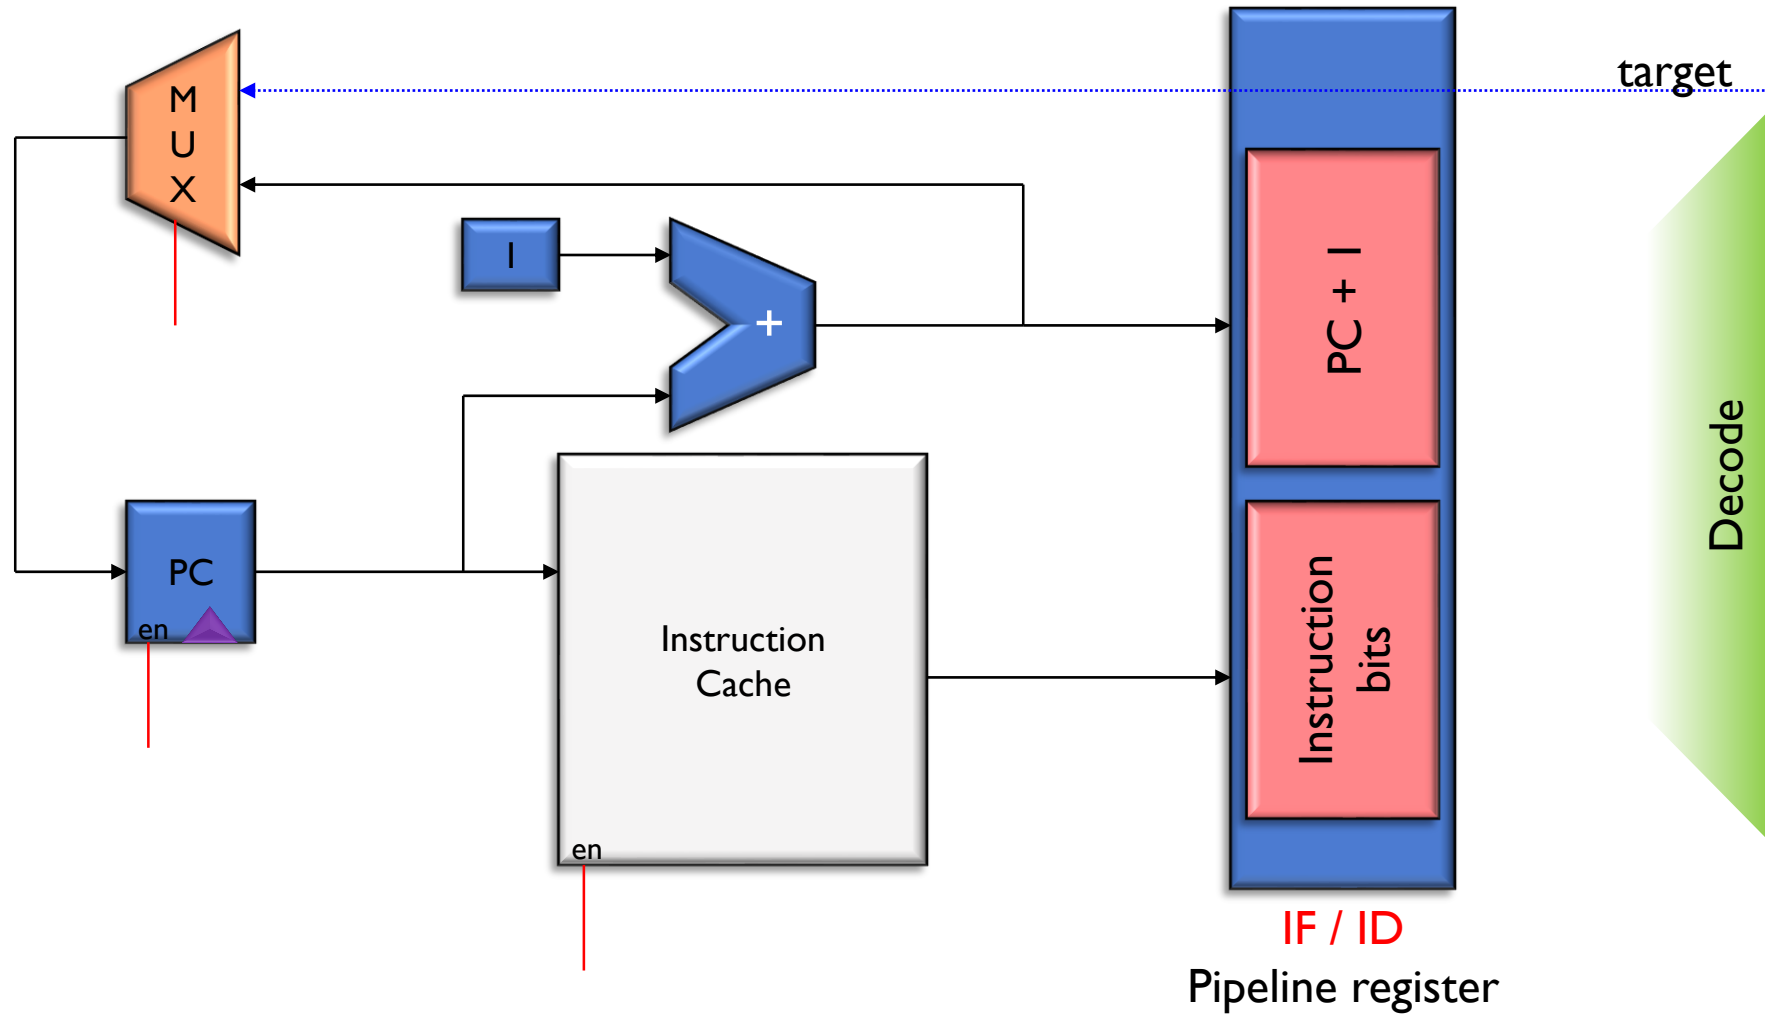 M
U
X
target
1
+
PC + 1
Decode
PC
en
Instruction
Cache
en
Instruction
bits
IF / ID
Pipeline register